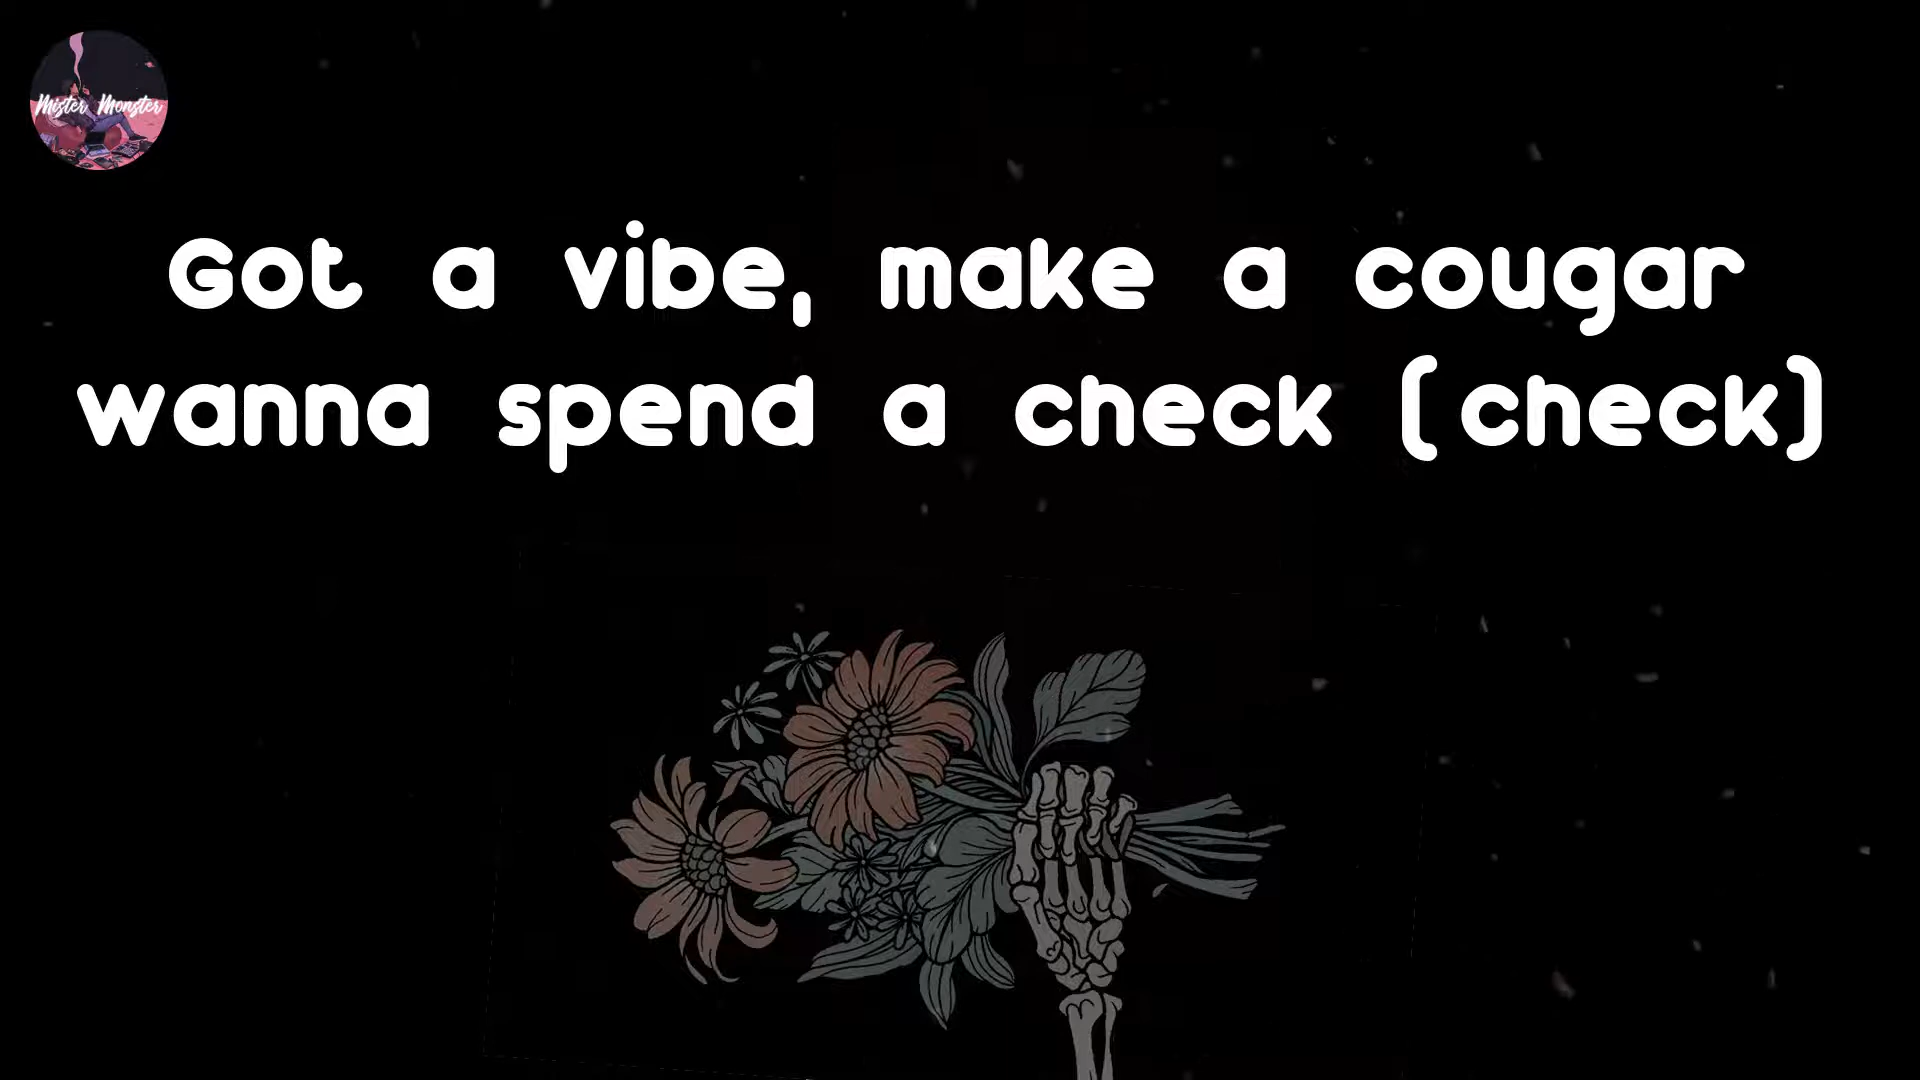 Mister Monster
Got a vibe, make a cougar
wanna spend a check (check)